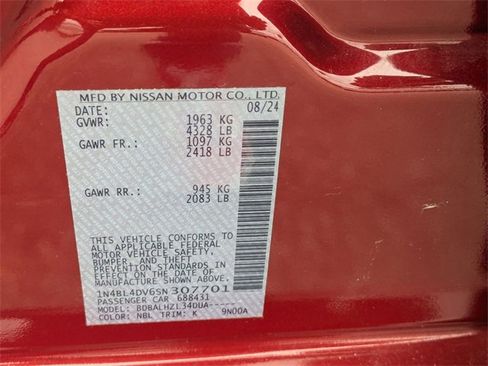 MFD BY NISSAN MOTOR CO., LTD.
DATE: 08/24
GVWR: 1963 KG
4328 LB
GAWR FR.: 1097 KG
2418 LB
GAWR RR.: 945 KG
2083 LB
THIS VEHICLE CONFORMS TO
ALL APPLICABLE FEDERAL
MOTOR VEHICLE SAFETY,
BUMPER, AND THEFT
PREVENTION STANDARDS IN
EFFECT ON THE DATE OF
MANUFACTURE SHOWN ABOVE.
1N4BL4DV6SN307701
PASSENGER CAR 688431
MODEL: BDBALHZL34DUA------
COLOR: NBL TRIM: K 9N00A